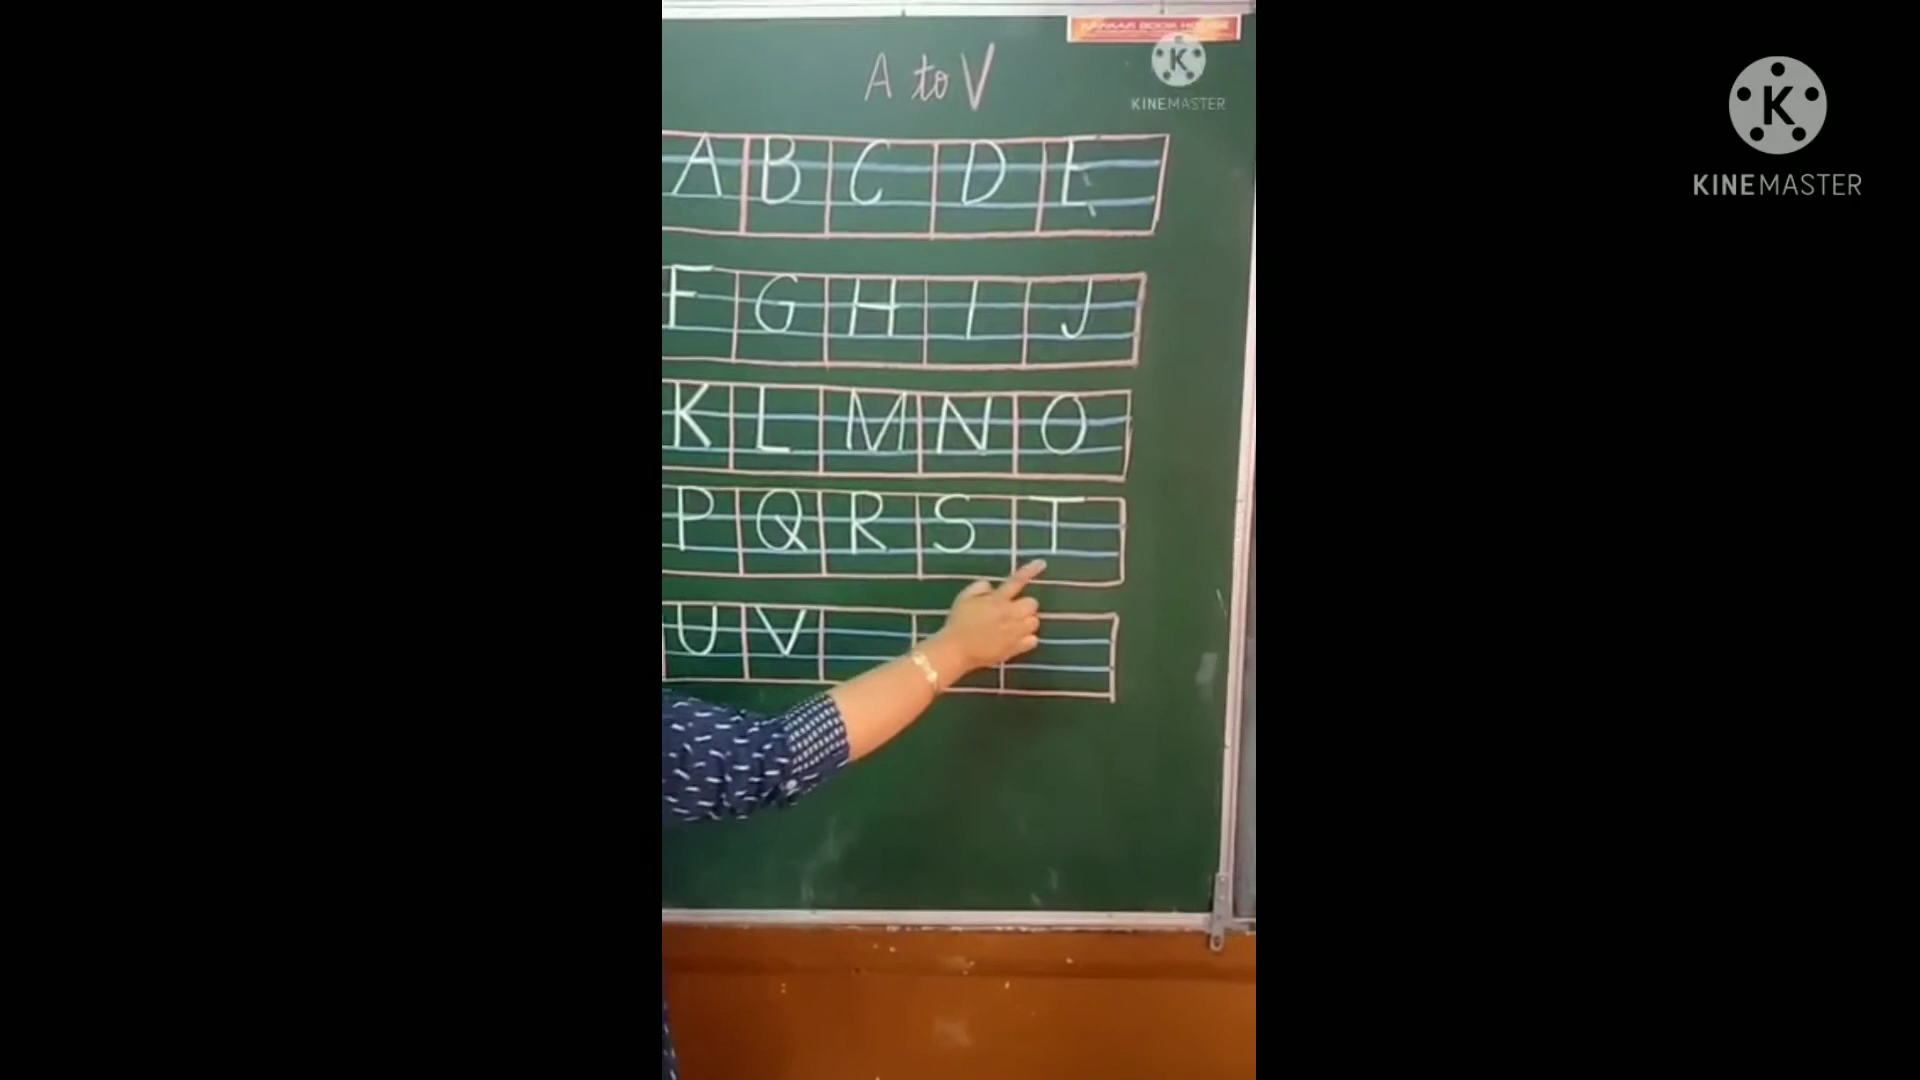 A to V
KINEMASTER
KINEMASTER
A B C D E
F G H I J
K L M N O
P Q R S T
U V